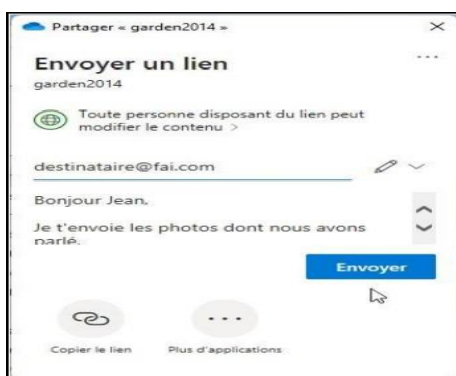 Partager « garden2014 »
Envoyer un lien
garden2014
Toute personne disposant du lien peut
modifier le contenu >
destinataire@fai.com
Bonjour Jean,
Je t'envoie les photos dont nous avons
parlé.
Envoyer
Copier le lien
Plus d'applications